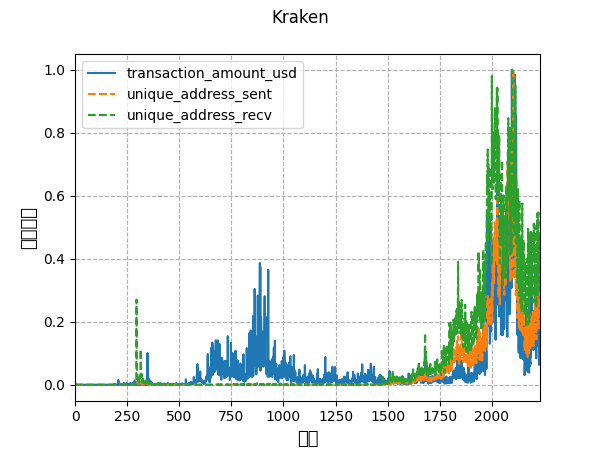 Kraken
transaction_amount_usd
unique_address_sent
unique_address_recv
1.0
0.8
0.6
0.4
0.2
0.0
0 250 500 750 1000 1250 1500 1750 2000